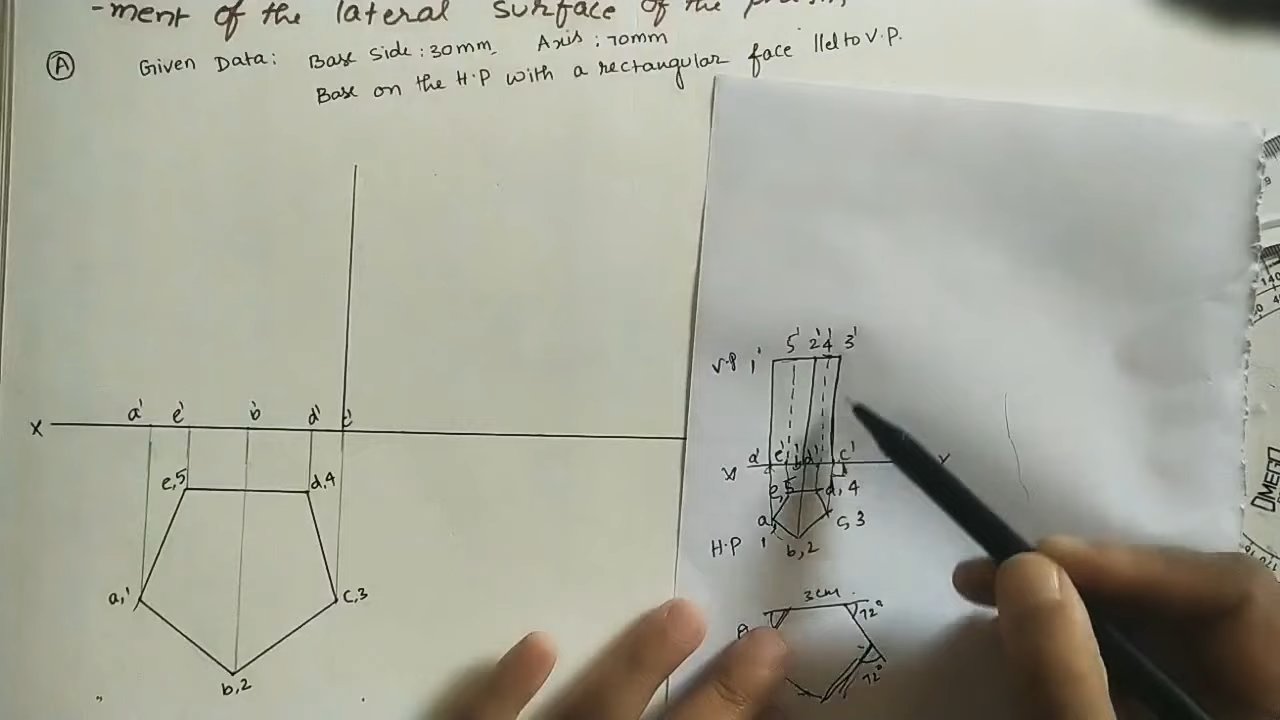 -ment of the lateral surface of the
A Given Data: Base side: 30mm, Axis: 70mm
Base on the H.P with a rectangular face llel to V.P.
5' 2' 4' 3'
V.P 1'
a' e' b' d' c'
X
a' e' d' c'
X Y
e,5 d,4
e,5 d,4
a,1 c,3
a, c,3
H.P 1 b,2
b,2
3cm.
72°
72°
OMEGA
140